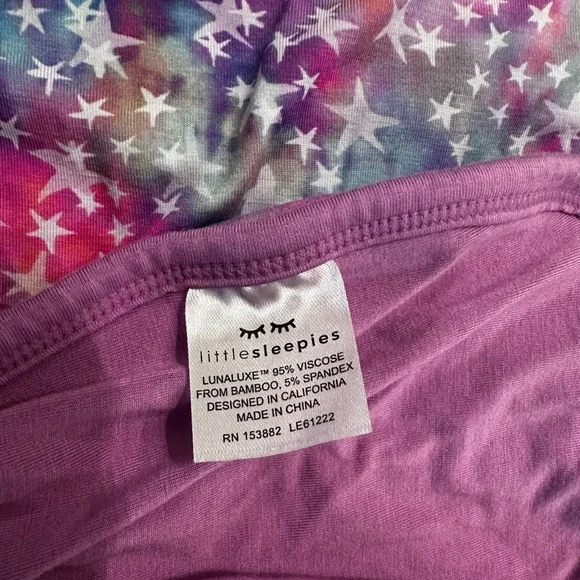 littlesleepies
LUNALUXE™ 95% VISCOSE
FROM BAMBOO, 5% SPANDEX
DESIGNED IN CALIFORNIA
MADE IN CHINA
RN 153882 LE61222